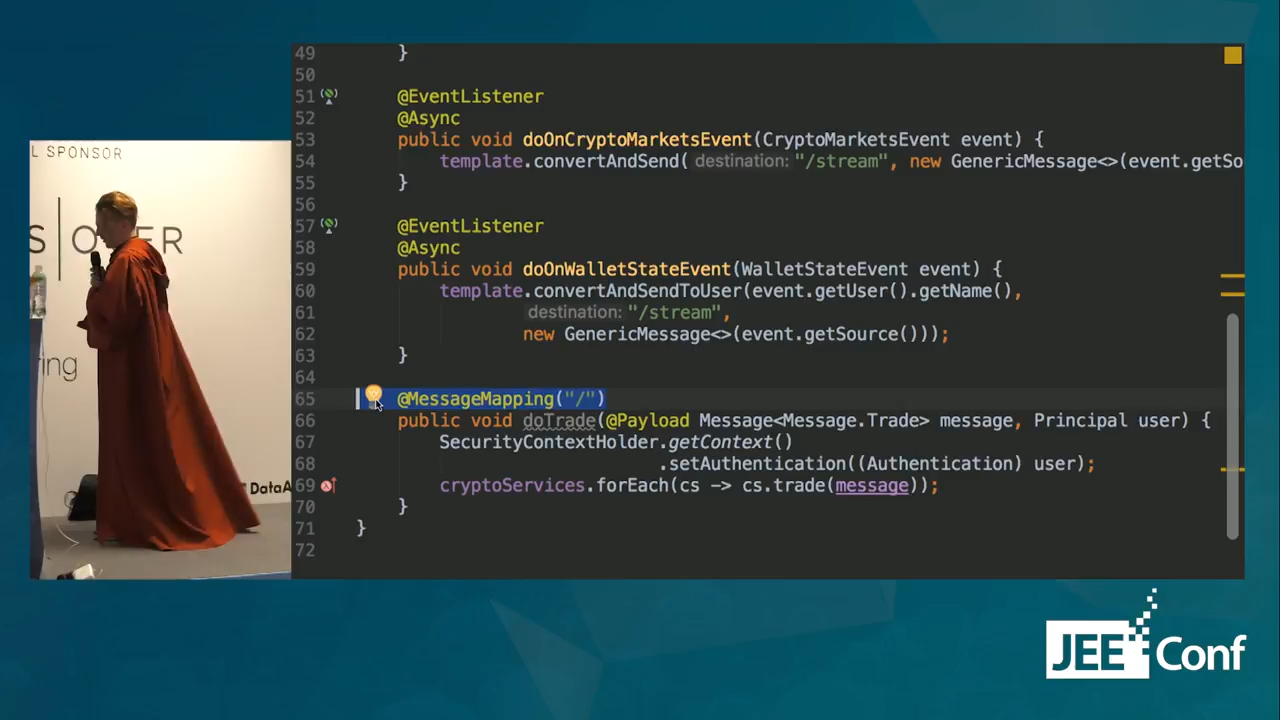 L SPONSOR
S|O ER
ring
DataA
49 }
50
51 @EventListener
52 @Async
53 public void doOnCryptoMarketsEvent(CryptoMarketsEvent event) {
54 template.convertAndSend( destination: "/stream", new GenericMessage<>(event.getSo
55 }
56
57 @EventListener
58 @Async
59 public void doOnWalletStateEvent(WalletStateEvent event) {
60 template.convertAndSendToUser(event.getUser().getName(),
61 destination: "/stream",
62 new GenericMessage<>(event.getSource()));
63 }
64
65 @MessageMapping("/")
66 public void doTrade(@Payload Message<Message.Trade> message, Principal user) {
67 SecurityContextHolder.getContext()
68 .setAuthentication((Authentication) user);
69 cryptoServices.forEach(cs -> cs.trade(message));
70 }
71 }
72
JEE Conf